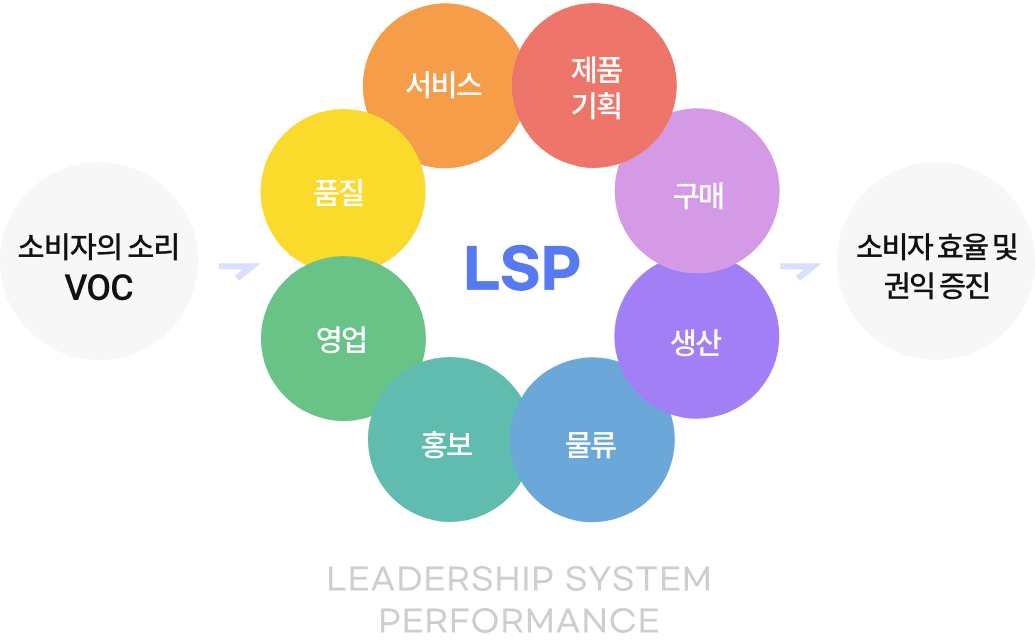 소비자의 소리
VOC
서비스
제품
기획
품질
구매
LSP
영업
생산
홍보
물류
소비자 효율 및
권익 증진
LEADERSHIP SYSTEM
PERFORMANCE